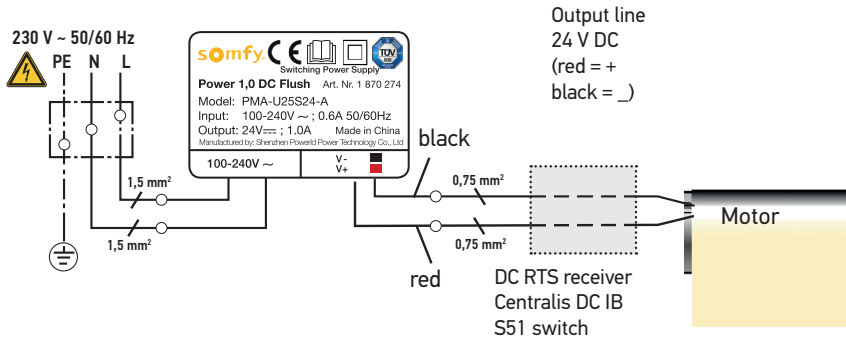 230 V ~ 50/60 Hz
PE N L
somfy.
TÜV
SÜD
Switching Power Supply
Power 1,0 DC Flush Art. Nr. 1 870 274
Model: PMA-U25S24-A
Input: 100-240V ~ ; 0.6A 50/60Hz
Output: 24V⎓ ; 1.0A Made in China
Manufactured by: Shenzhen Powerld Power Technology Co., Ltd
100-240V ~
V-
V+
Output line
24 V DC
(red = +
black = _)
black
1,5 mm²
0,75 mm²
1,5 mm²
0,75 mm²
red
Motor
DC RTS receiver
Centralis DC IB
S51 switch